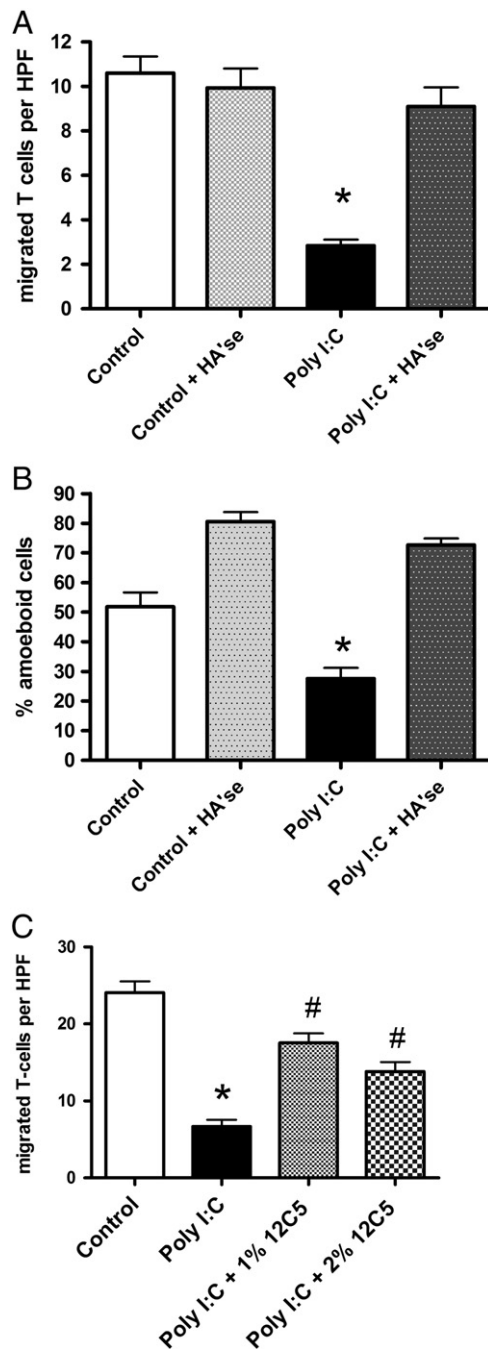 A
migrated T cells per HPF
12
10
8
6
4
2
0
*
Control
Control + HA'se
Poly I:C
Poly I:C + HA'se
B
% amoeboid cells
90
80
70
60
50
40
30
20
10
0
*
Control
Control + HA'se
Poly I:C
Poly I:C + HA'se
C
migrated T-cells per HPF
30
20
10
0
*
#
#
Control
Poly I:C
Poly I:C + 1% 12C5
Poly I:C + 2% 12C5